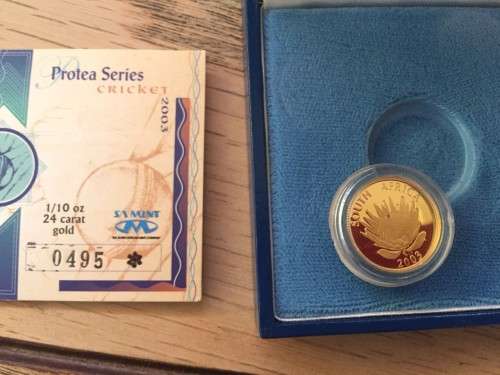 Protea Series
CRICKET
2003
1/10 oz
24 carat
gold
SA MINT
0495
SOUTH AFRICA
2003